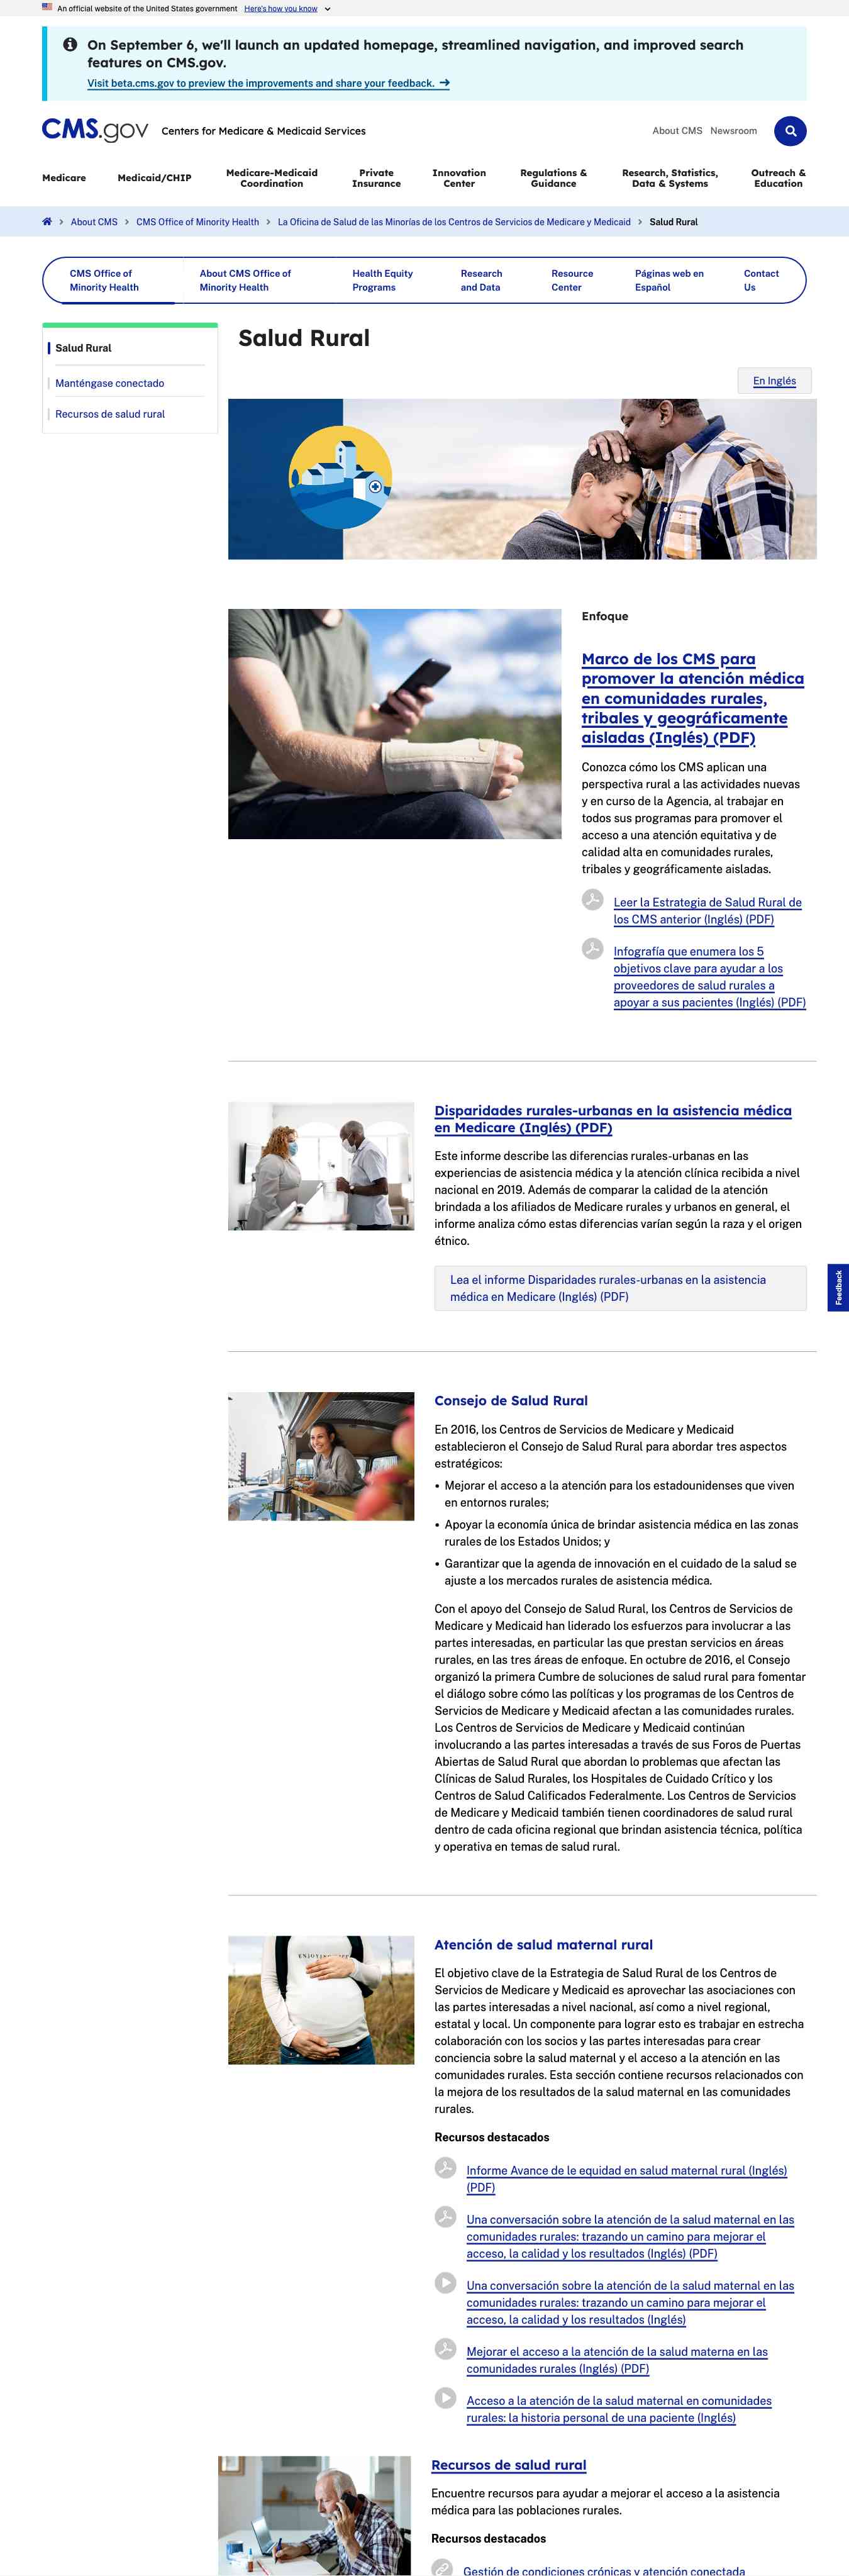 An official website of the United States government Here's how you know
On September 6, we'll launch an updated homepage, streamlined navigation, and improved search
features on CMS.gov.
Visit beta.cms.gov to preview the improvements and share your feedback.
CMS.gov Centers for Medicare & Medicaid Services
About CMS Newsroom
Medicare
Medicaid/CHIP
Medicare-Medicaid
Coordination
Private
Insurance
Innovation
Center
Regulations &
Guidance
Research, Statistics,
Data & Systems
Outreach &
Education
About CMS > CMS Office of Minority Health > La Oficina de Salud de las Minorías de los Centros de Servicios de Medicare y Medicaid > Salud Rural
CMS Office of
Minority Health
About CMS Office of
Minority Health
Health Equity
Programs
Research
and Data
Resource
Center
Páginas web en
Español
Contact
Us
Salud Rural
Manténgase conectado
Recursos de salud rural
Salud Rural
En Inglés
Enfoque
Marco de los CMS para
promover la atención médica
en comunidades rurales,
tribales y geográficamente
aisladas (Inglés) (PDF)
Conozca cómo los CMS aplican una
perspectiva rural a las actividades nuevas
y en curso de la Agencia, al trabajar en
todos sus programas para promover el
acceso a una atención equitativa y de
calidad alta en comunidades rurales,
tribales y geográficamente aisladas.
Leer la Estrategia de Salud Rural de
los CMS anterior (Inglés) (PDF)
Infografía que enumera los 5
objetivos clave para ayudar a los
proveedores de salud rurales a
apoyar a sus pacientes (Inglés) (PDF)
Disparidades rurales-urbanas en la asistencia médica
en Medicare (Inglés) (PDF)
Este informe describe las diferencias rurales-urbanas en las
experiencias de asistencia médica y la atención clínica recibida a nivel
nacional en 2019. Además de comparar la calidad de la atención
brindada a los afiliados de Medicare rurales y urbanos en general, el
informe analiza cómo estas diferencias varían según la raza y el origen
étnico.
Lea el informe Disparidades rurales-urbanas en la asistencia
médica en Medicare (Inglés) (PDF)
Feedback
Consejo de Salud Rural
En 2016, los Centros de Servicios de Medicare y Medicaid
establecieron el Consejo de Salud Rural para abordar tres aspectos
estratégicos:
• Mejorar el acceso a la atención para los estadounidenses que viven
en entornos rurales;
• Apoyar la economía única de brindar asistencia médica en las zonas
rurales de los Estados Unidos; y
• Garantizar que la agenda de innovación en el cuidado de la salud se
ajuste a los mercados rurales de asistencia médica.
Con el apoyo del Consejo de Salud Rural, los Centros de Servicios de
Medicare y Medicaid han liderado los esfuerzos para involucrar a las
partes interesadas, en particular las que prestan servicios en áreas
rurales, en las tres áreas de enfoque. En octubre de 2016, el Consejo
organizó la primera Cumbre de soluciones de salud rural para fomentar
el diálogo sobre cómo las políticas y los programas de los Centros de
Servicios de Medicare y Medicaid afectan a las comunidades rurales.
Los Centros de Servicios de Medicare y Medicaid continúan
involucrando a las partes interesadas a través de sus Foros de Puertas
Abiertas de Salud Rural que abordan lo problemas que afectan las
Clínicas de Salud Rurales, los Hospitales de Cuidado Crítico y los
Centros de Salud Calificados Federalmente. Los Centros de Servicios
de Medicare y Medicaid también tienen coordinadores de salud rural
dentro de cada oficina regional que brindan asistencia técnica, política
y operativa en temas de salud rural.
Atención de salud maternal rural
El objetivo clave de la Estrategia de Salud Rural de los Centros de
Servicios de Medicare y Medicaid es aprovechar las asociaciones con
las partes interesadas a nivel nacional, así como a nivel regional,
estatal y local. Un componente para lograr esto es trabajar en estrecha
colaboración con los socios y las partes interesadas para crear
conciencia sobre la salud maternal y el acceso a la atención en las
comunidades rurales. Esta sección contiene recursos relacionados con
la mejora de los resultados de la salud maternal en las comunidades
rurales.
Recursos destacados
Informe Avance de le equidad en salud maternal rural (Inglés)
(PDF)
Una conversación sobre la atención de la salud maternal en las
comunidades rurales: trazando un camino para mejorar el
acceso, la calidad y los resultados (Inglés) (PDF)
Una conversación sobre la atención de la salud maternal en las
comunidades rurales: trazando un camino para mejorar el
acceso, la calidad y los resultados (Inglés)
Mejorar el acceso a la atención de la salud materna en las
comunidades rurales (Inglés) (PDF)
Acceso a la atención de la salud maternal en comunidades
rurales: la historia personal de una paciente (Inglés)
Recursos de salud rural
Encuentre recursos para ayudar a mejorar el acceso a la asistencia
médica para las poblaciones rurales.
Recursos destacados
Gestión de condiciones crónicas y atención conectada